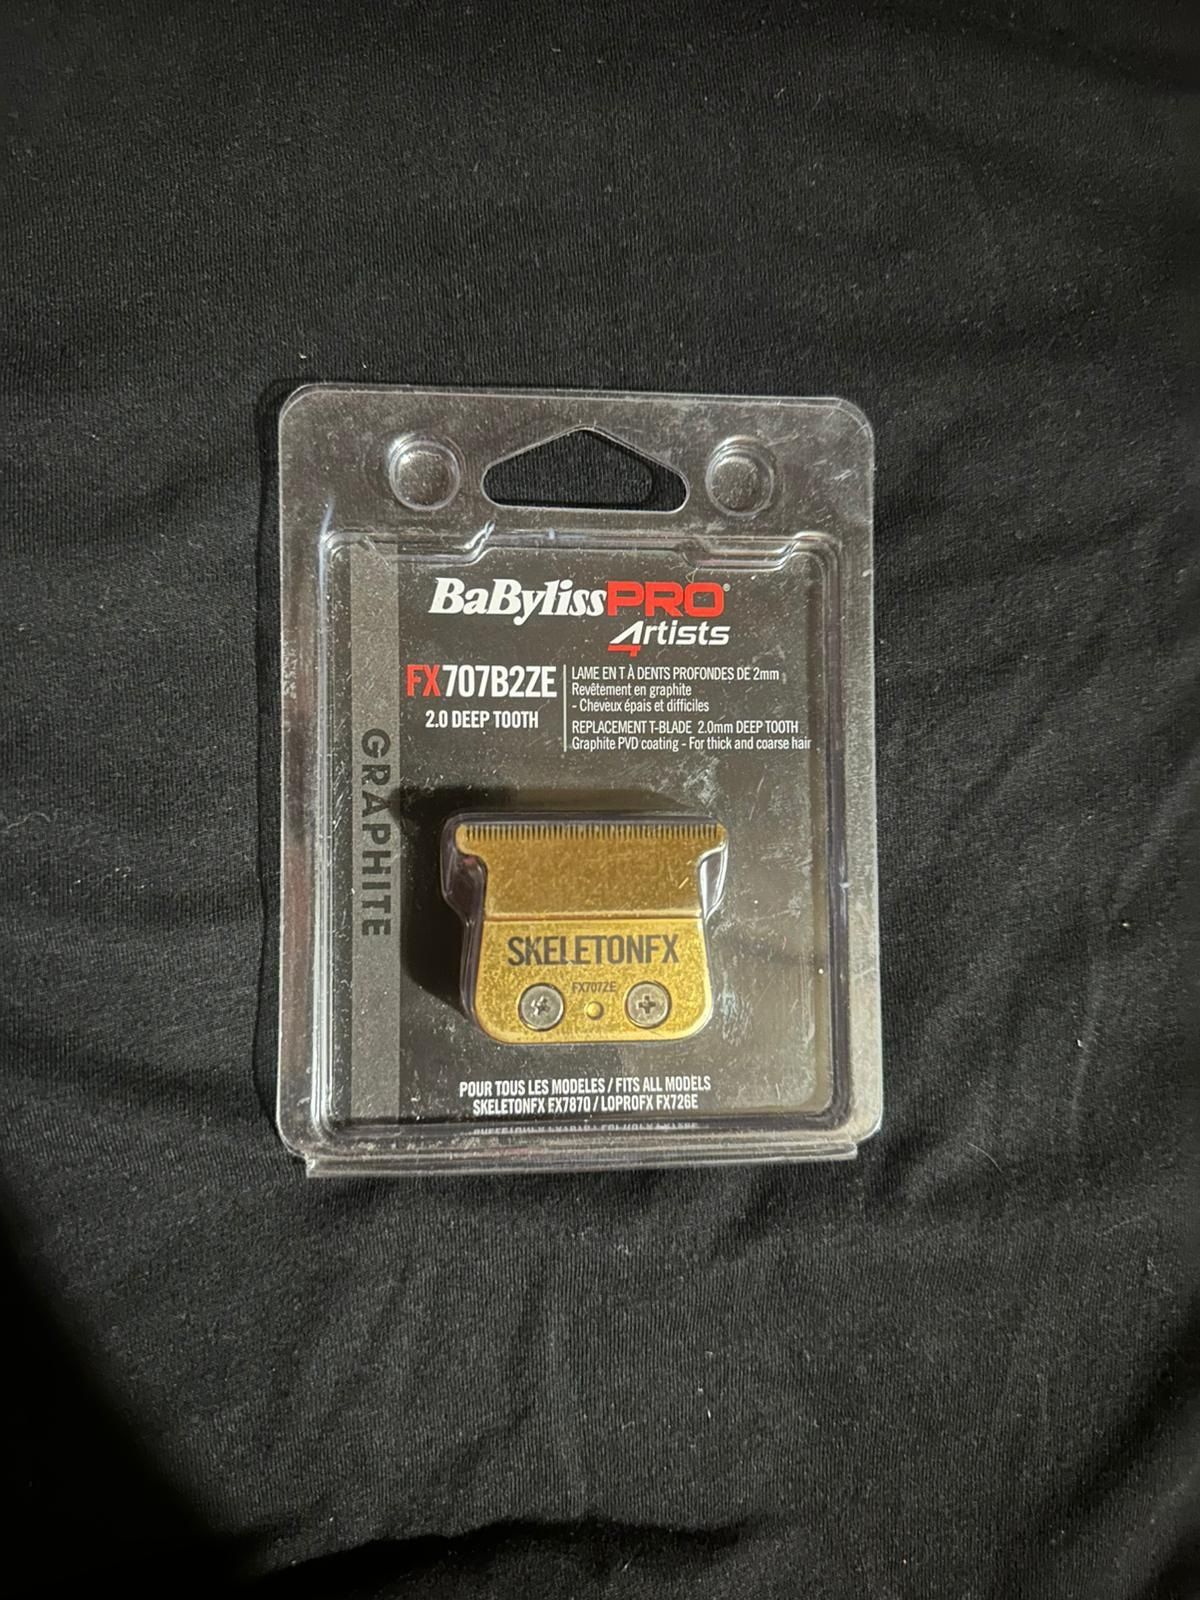 BaBylissPRO®
4rtists
FX707B2ZE
2.0 DEEP TOOTH
LAME EN T À DENTS PROFONDES DE 2mm
Revêtement en graphite
- Cheveux épais et difficiles
REPLACEMENT T-BLADE 2.0mm DEEP TOOTH
Graphite PVD coating - For thick and coarse hair
GRAPHITE
SKELETONFX
FX707ZE
POUR TOUS LES MODELES / FITS ALL MODELS
SKELETONFX FX7870 / LOPROFX FX726E